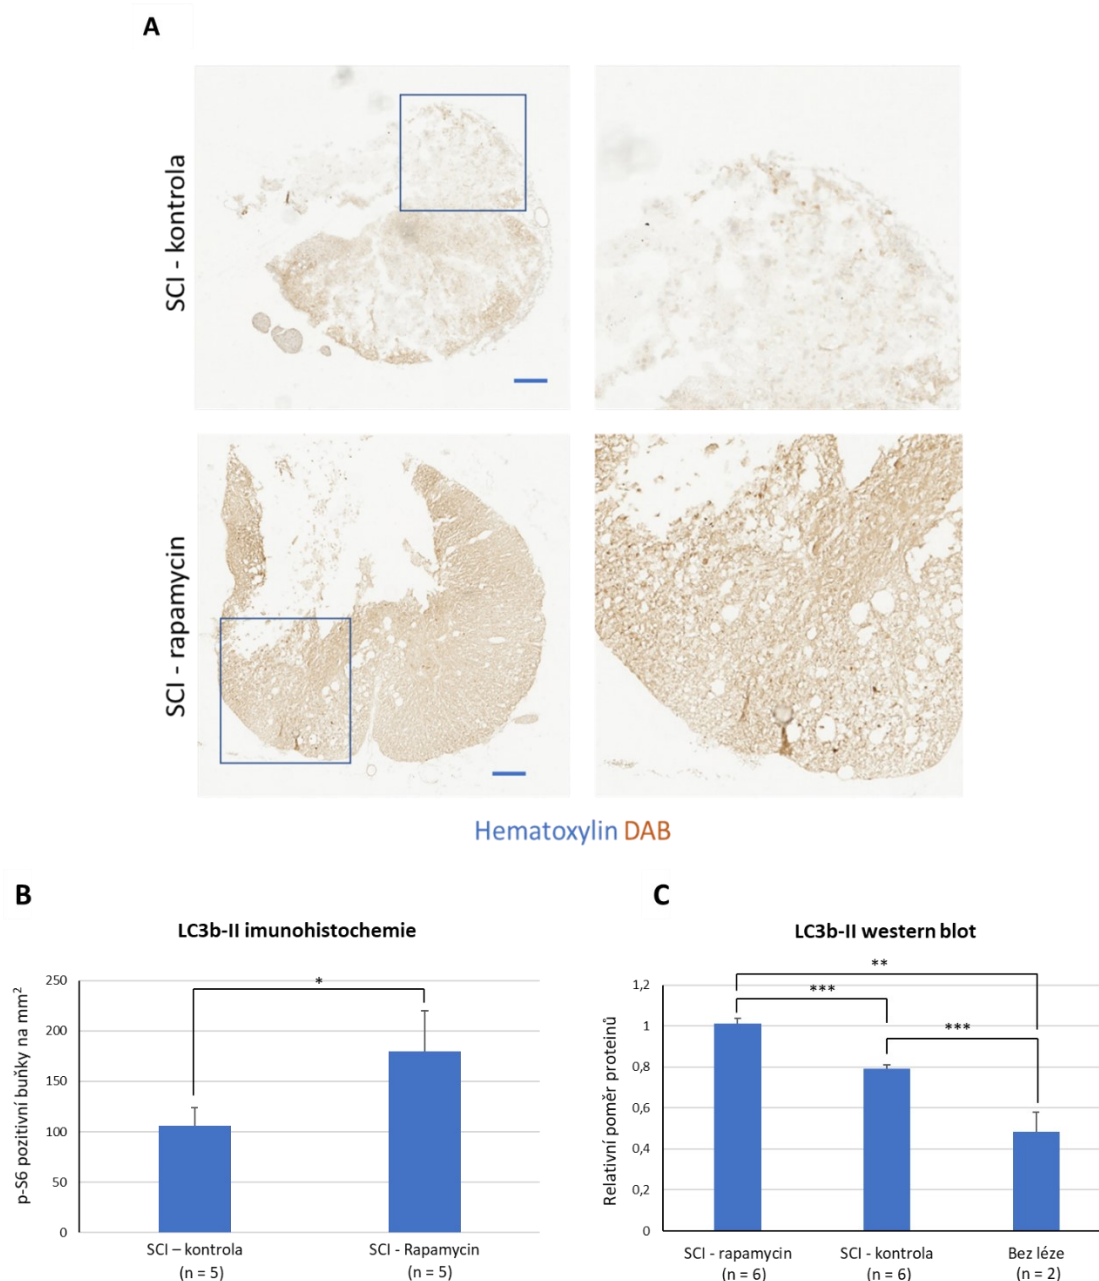 A
SCI - kontrola
SCI - rapamycin
Hematoxylin DAB
B
LC3b-II imunohistochemie
p-S6 pozitivní buňky na mm²
250
200
150
100
50
0
*
SCI – kontrola
(n = 5)
SCI - Rapamycin
(n = 5)
C
LC3b-II western blot
Relativní poměr proteinů
1,2
1
0,8
0,6
0,4
0,2
0
**
***
***
SCI - rapamycin
(n = 6)
SCI - kontrola
(n = 6)
Bez léze
(n = 2)